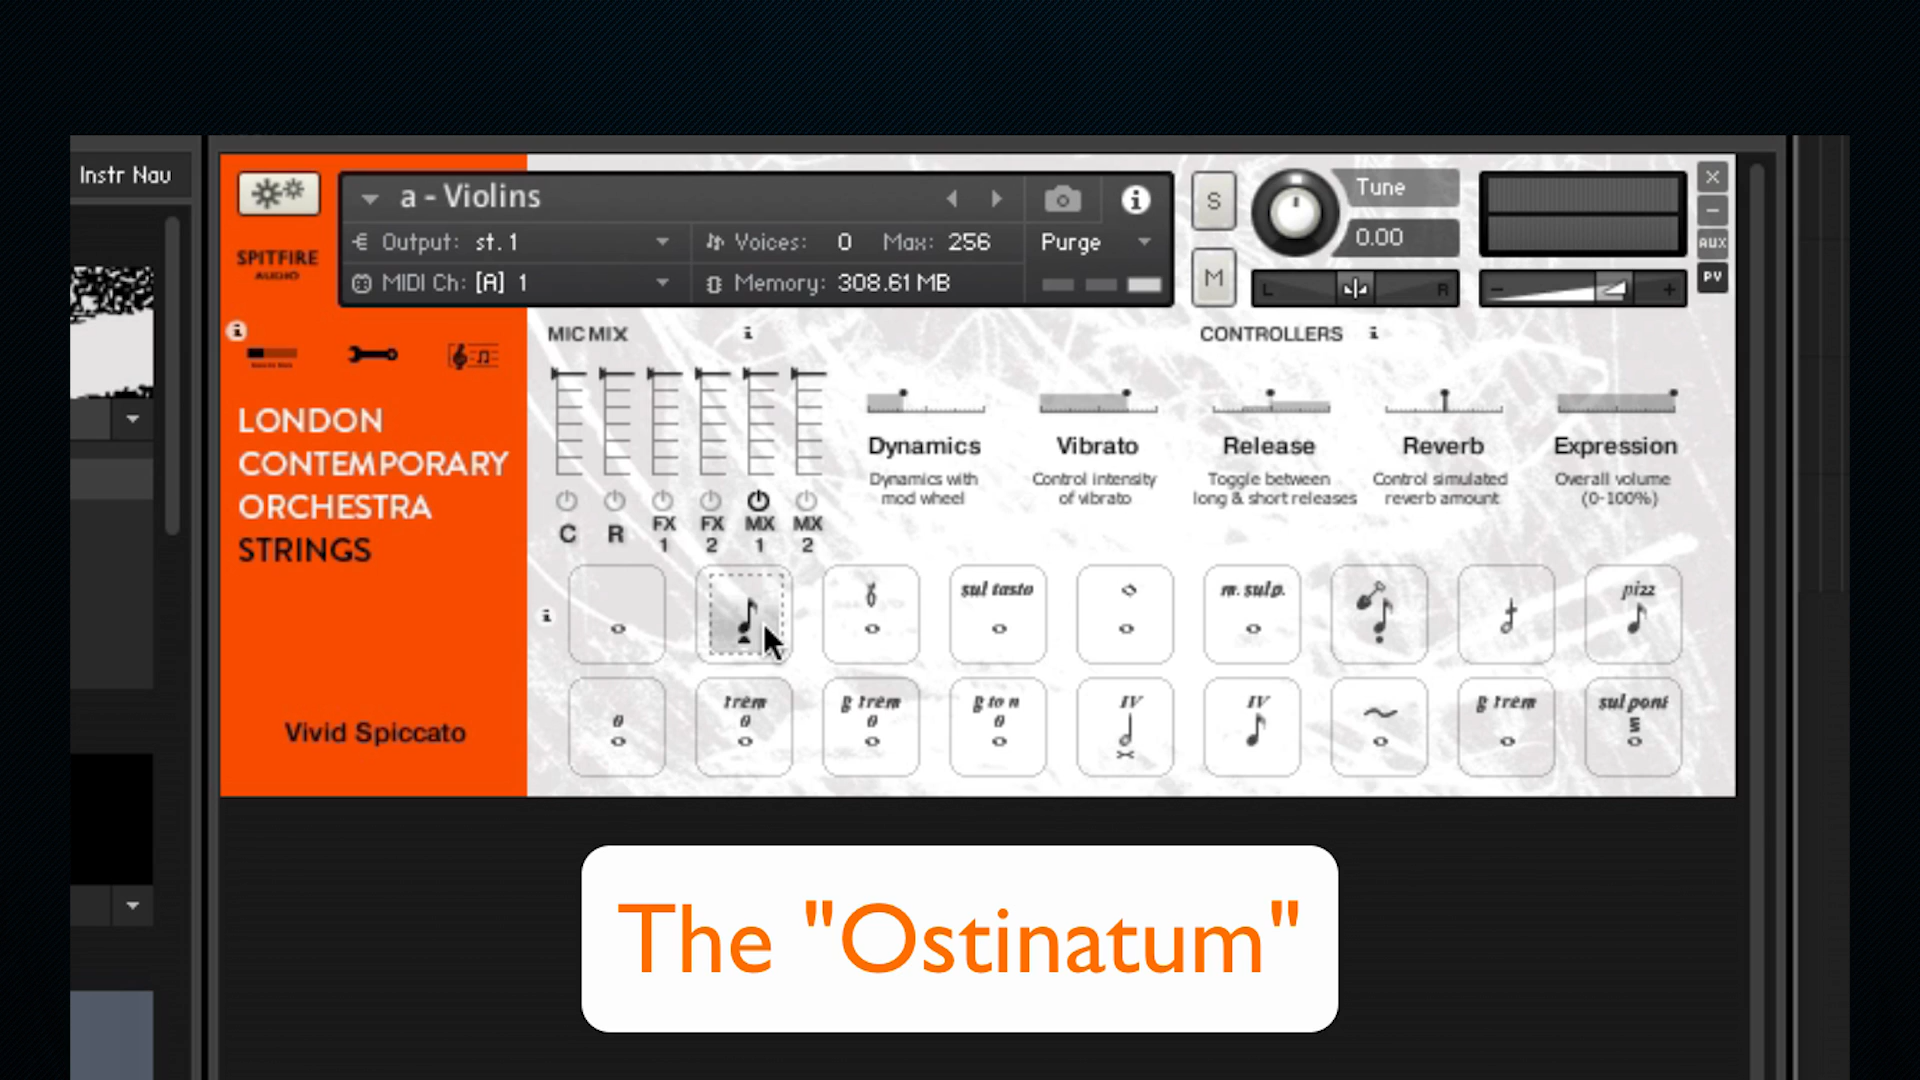 Instr Nav
SPITFIRE
AUDIO
a - Violins
Output: st. 1
Voices: 0 Max: 256
Purge
MIDI Ch: [A] 1
Memory: 308.61 MB
S
M
Tune
0.00
L R
- +
AUX
PV
LONDON
CONTEMPORARY
ORCHESTRA
STRINGS
Vivid Spiccato
MIC MIX
CONTROLLERS
C R FX 1 FX 2 MX 1 MX 2
Dynamics
Dynamics with
mod wheel
Vibrato
Control intensity
of vibrato
Release
Toggle between
long & short releases
Reverb
Control simulated
reverb amount
Expression
Overall volume
(0-100%)
sul tasto
m. sulp.
pizz
trem
g trem
g to n
IV
IV
g trem
sul pont
The "Ostinatum"